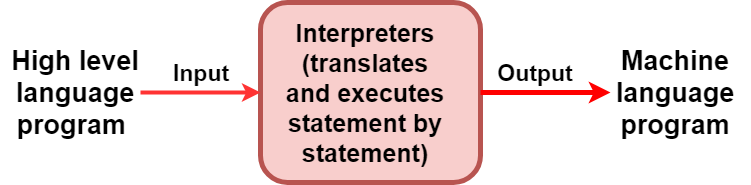 High level
language
program
Input
Interpreters
(translates
and executes
statement by
statement)
Output
Machine
language
program